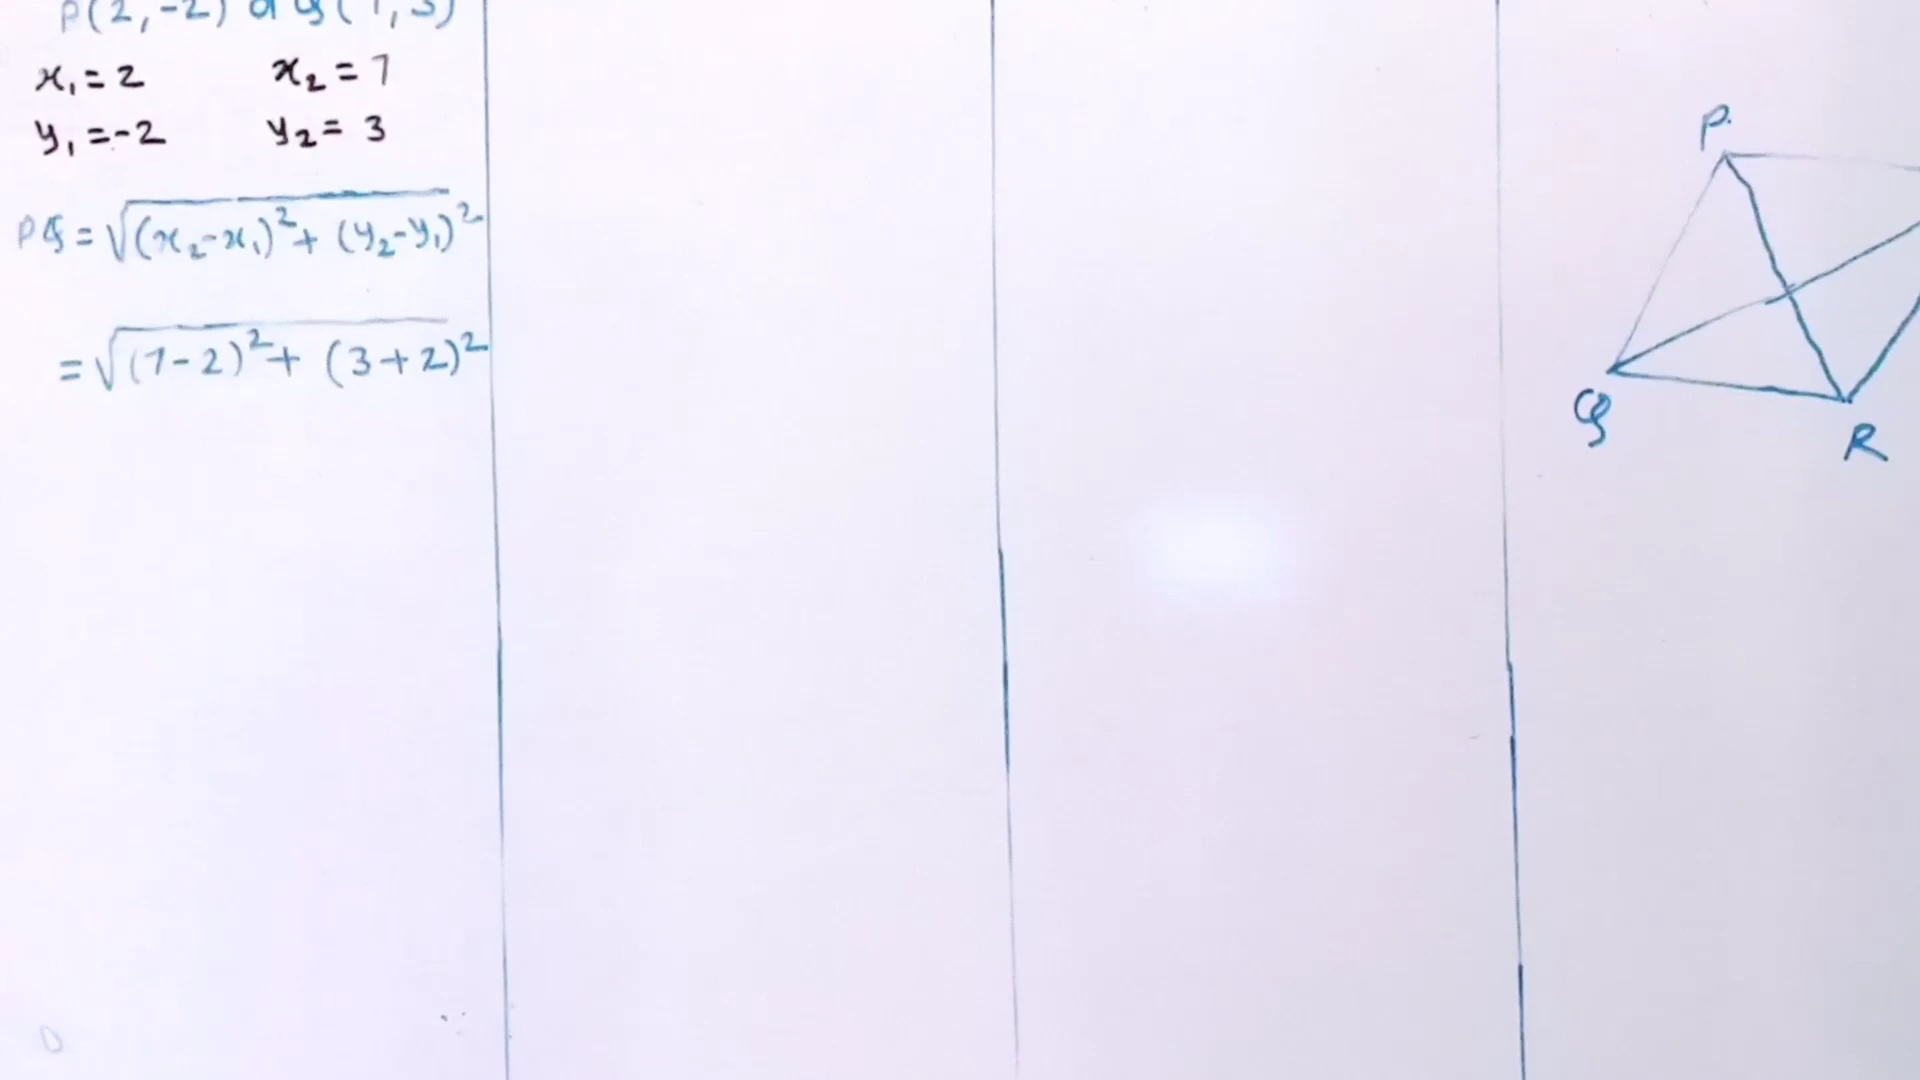 P(2, -2) Q(7, 3)
x₁ = 2 x₂ = 7
y₁ = -2 y₂ = 3
PQ = √(x₂-x₁)² + (y₂-y₁)²
= √(7-2)² + (3+2)²
P
Q
R